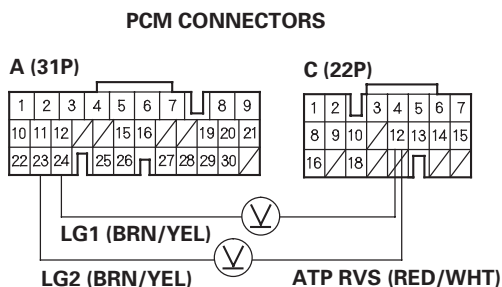 PCM CONNECTORS
A (31P)
C (22P)
1 2 3 4 5 6 7 8 9
10 11 12 15 16 19 20 21
22 23 24 25 26 27 28 29 30
1 2 3 4 5 6 7
8 9 10 12 13 14 15
16 18
V
LG1 (BRN/YEL)
V
LG2 (BRN/YEL)
ATP RVS (RED/WHT)